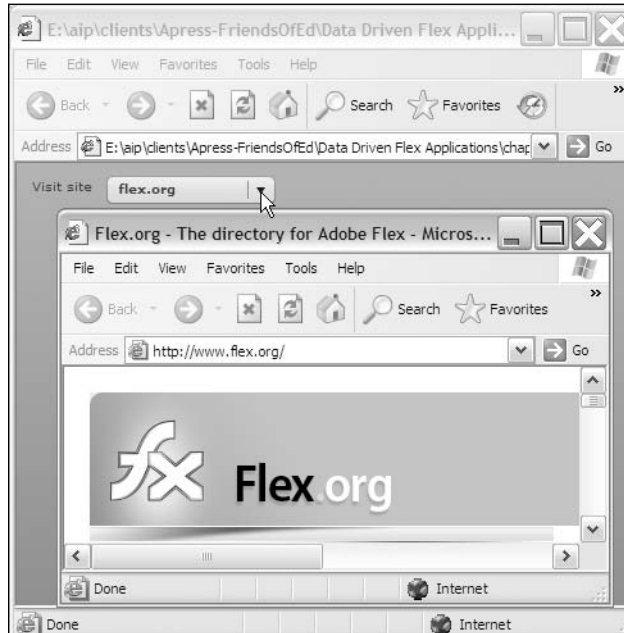 E:\aip\clients\Apress-FriendsOfEd\Data Driven Flex Appli...
File Edit View Favorites Tools Help
Back Search Favorites »
Address E:\aip\clients\Apress-FriendsOfEd\Data Driven Flex Applications\chap Go
Visit site flex.org
Flex.org - The directory for Adobe Flex - Micros...
File Edit View Favorites Tools Help
Back Search Favorites »
Address http://www.flex.org/ Go
fx Flex.org
Done Internet
Done Internet